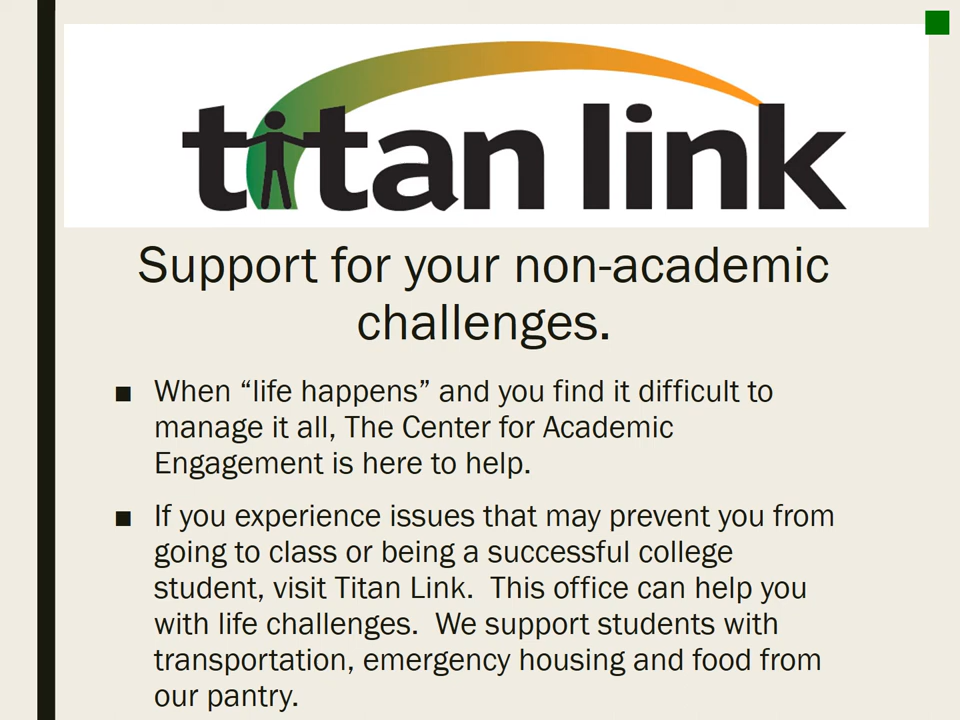 titan link
Support for your non-academic
challenges.
■ When “life happens” and you find it difficult to
manage it all, The Center for Academic
Engagement is here to help.
■ If you experience issues that may prevent you from
going to class or being a successful college
student, visit Titan Link.  This office can help you
with life challenges.  We support students with
transportation, emergency housing and food from
our pantry.